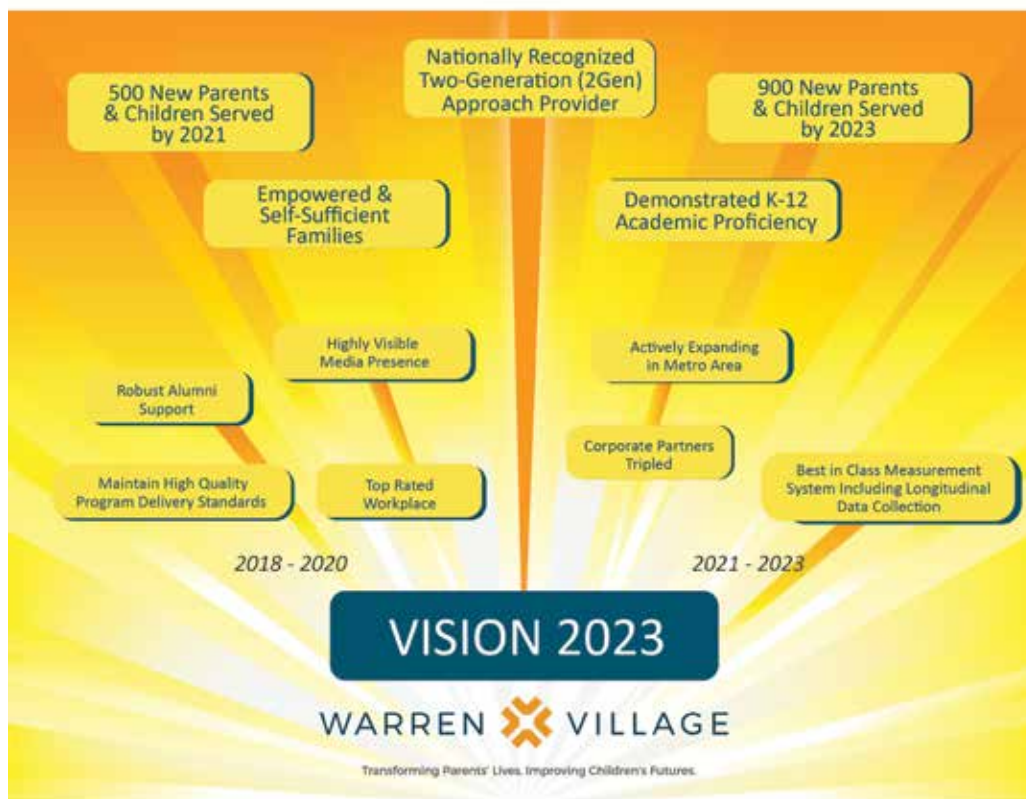 Nationally Recognized
Two-Generation (2Gen)
Approach Provider
500 New Parents
& Children Served
by 2021
900 New Parents
& Children Served
by 2023
Empowered &
Self-Sufficient
Families
Demonstrated K-12
Academic Proficiency
Highly Visible
Media Presence
Actively Expanding
in Metro Area
Robust Alumni
Support
Corporate Partners
Tripled
Maintain High Quality
Program Delivery Standards
Top Rated
Workplace
Best in Class Measurement
System Including Longitudinal
Data Collection
2018 - 2020
2021 - 2023
VISION 2023
WARREN VILLAGE
Transforming Parents' Lives. Improving Children's Futures.